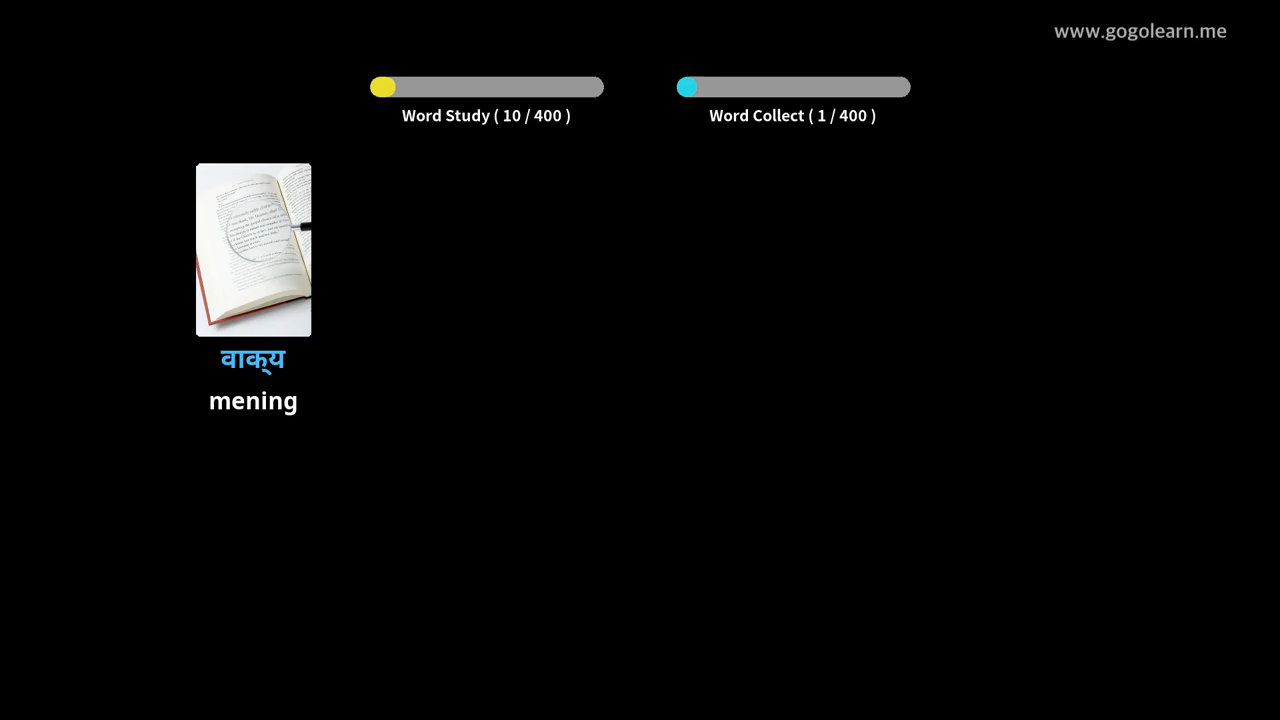 www.gogolearn.me
Word Study ( 10 / 400 )
Word Collect ( 1 / 400 )
वाक्य
mening